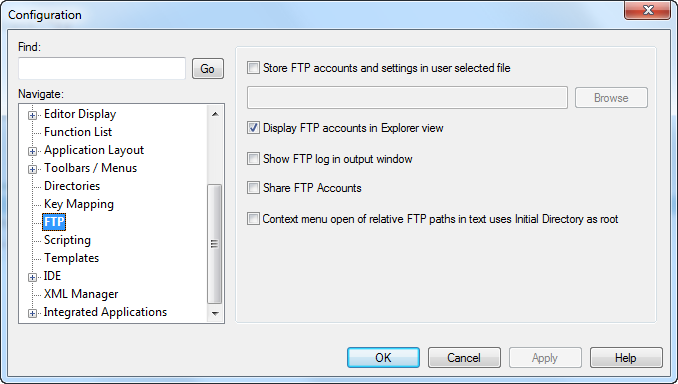 Configuration
Find:
Go
Navigate:
Editor Display
Function List
Application Layout
Toolbars / Menus
Directories
Key Mapping
FTP
Scripting
Templates
IDE
XML Manager
Integrated Applications
Store FTP accounts and settings in user selected file
Browse
Display FTP accounts in Explorer view
Show FTP log in output window
Share FTP Accounts
Context menu open of relative FTP paths in text uses Initial Directory as root
OK
Cancel
Apply
Help